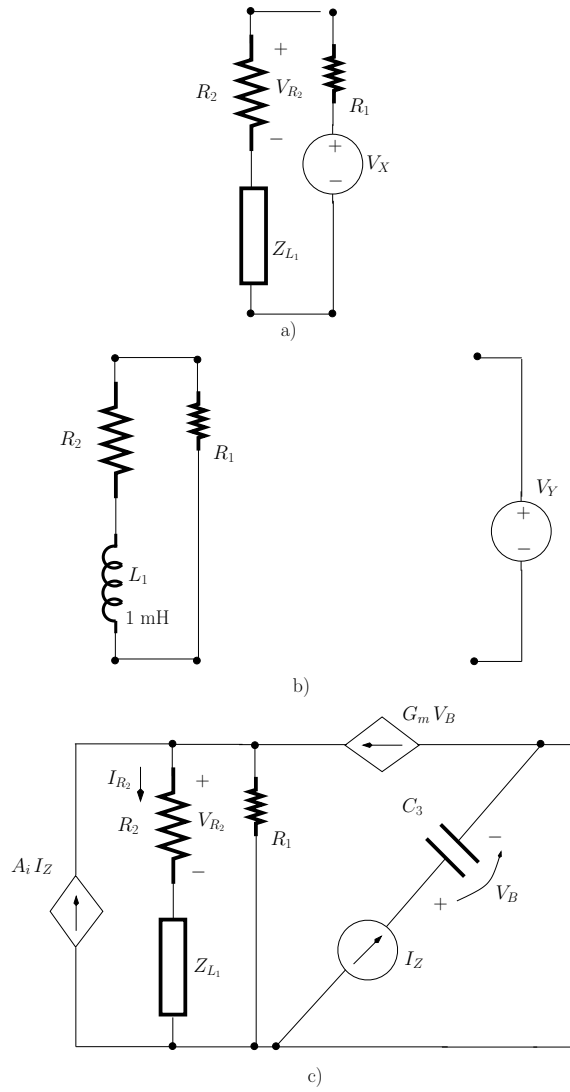 +
R₂
V_{R₂}
R₁
−
+
−
V_X
Z_{L₁}
a)
R₂
R₁
L₁
1 mH
V_Y
+
−
b)
G_m V_B
I_{R₂}
+
R₂
V_{R₂}
R₁
−
C₃
−
+
V_B
A_i I_Z
Z_{L₁}
I_Z
c)